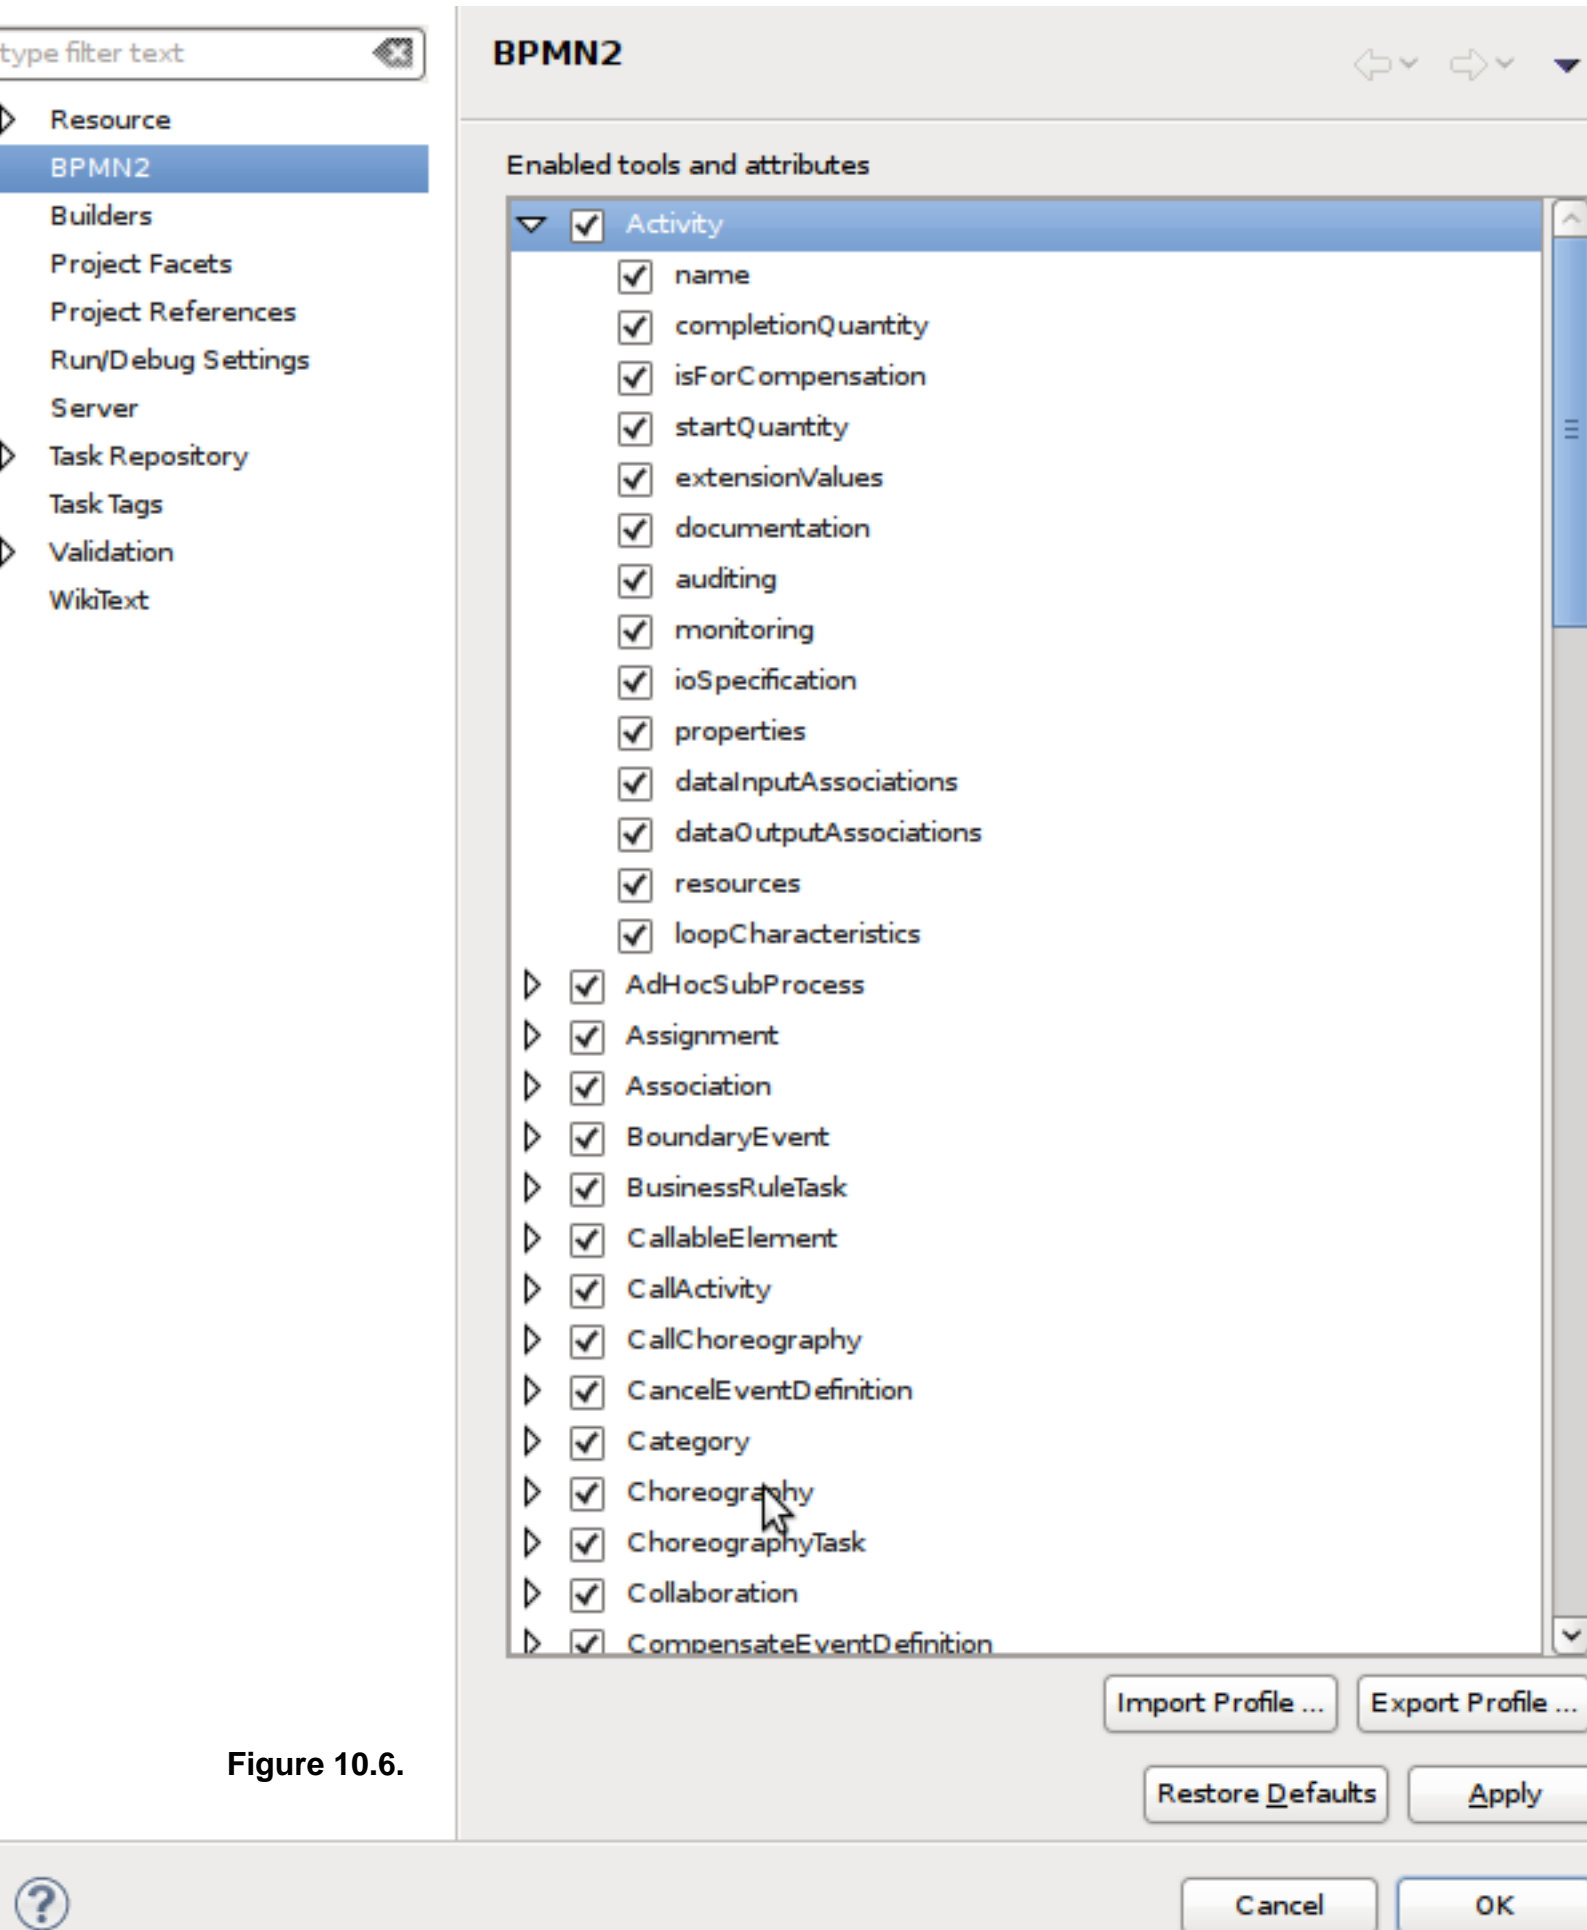 type filter text
Resource
BPMN2
Builders
Project Facets
Project References
Run/Debug Settings
Server
Task Repository
Task Tags
Validation
WikiText
BPMN2
Enabled tools and attributes
Activity
name
completionQuantity
isForCompensation
startQuantity
extensionValues
documentation
auditing
monitoring
ioSpecification
properties
dataInputAssociations
dataOutputAssociations
resources
loopCharacteristics
AdHocSubProcess
Assignment
Association
BoundaryEvent
BusinessRuleTask
CallableElement
CallActivity
CallChoreography
CancelEventDefinition
Category
Choreography
ChoreographyTask
Collaboration
CompensateEventDefinition
Import Profile ...
Export Profile ...
Figure 10.6.
Restore Defaults
Apply
Cancel
OK